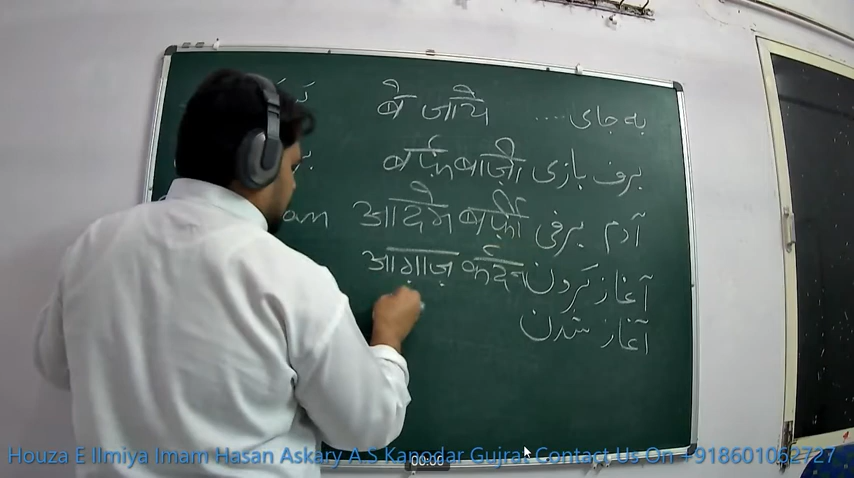 बे जाये به جای ....
बर्फ़ बाज़ी برف بازی
am आदमे बर्फ़ी آدم برفی
आग़ाज़ कर्दन آغاز کردن
آغاز شدن
Houza E Ilmiya Imam Hasan Askary A.S Kanodar Gujrat Contact Us On +918601062727
00:00